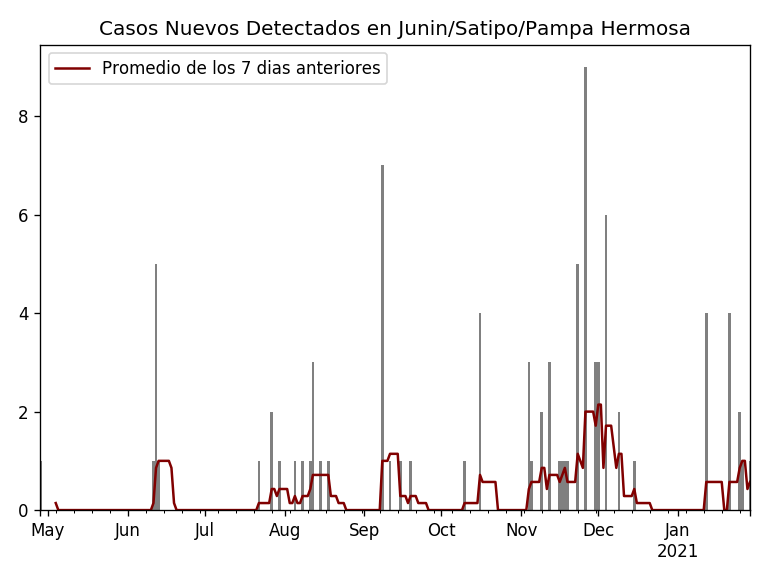 Casos Nuevos Detectados en Junin/Satipo/Pampa Hermosa
Promedio de los 7 dias anteriores
8
6
4
2
0
May Jun Jul Aug Sep Oct Nov Dec Jan
2021